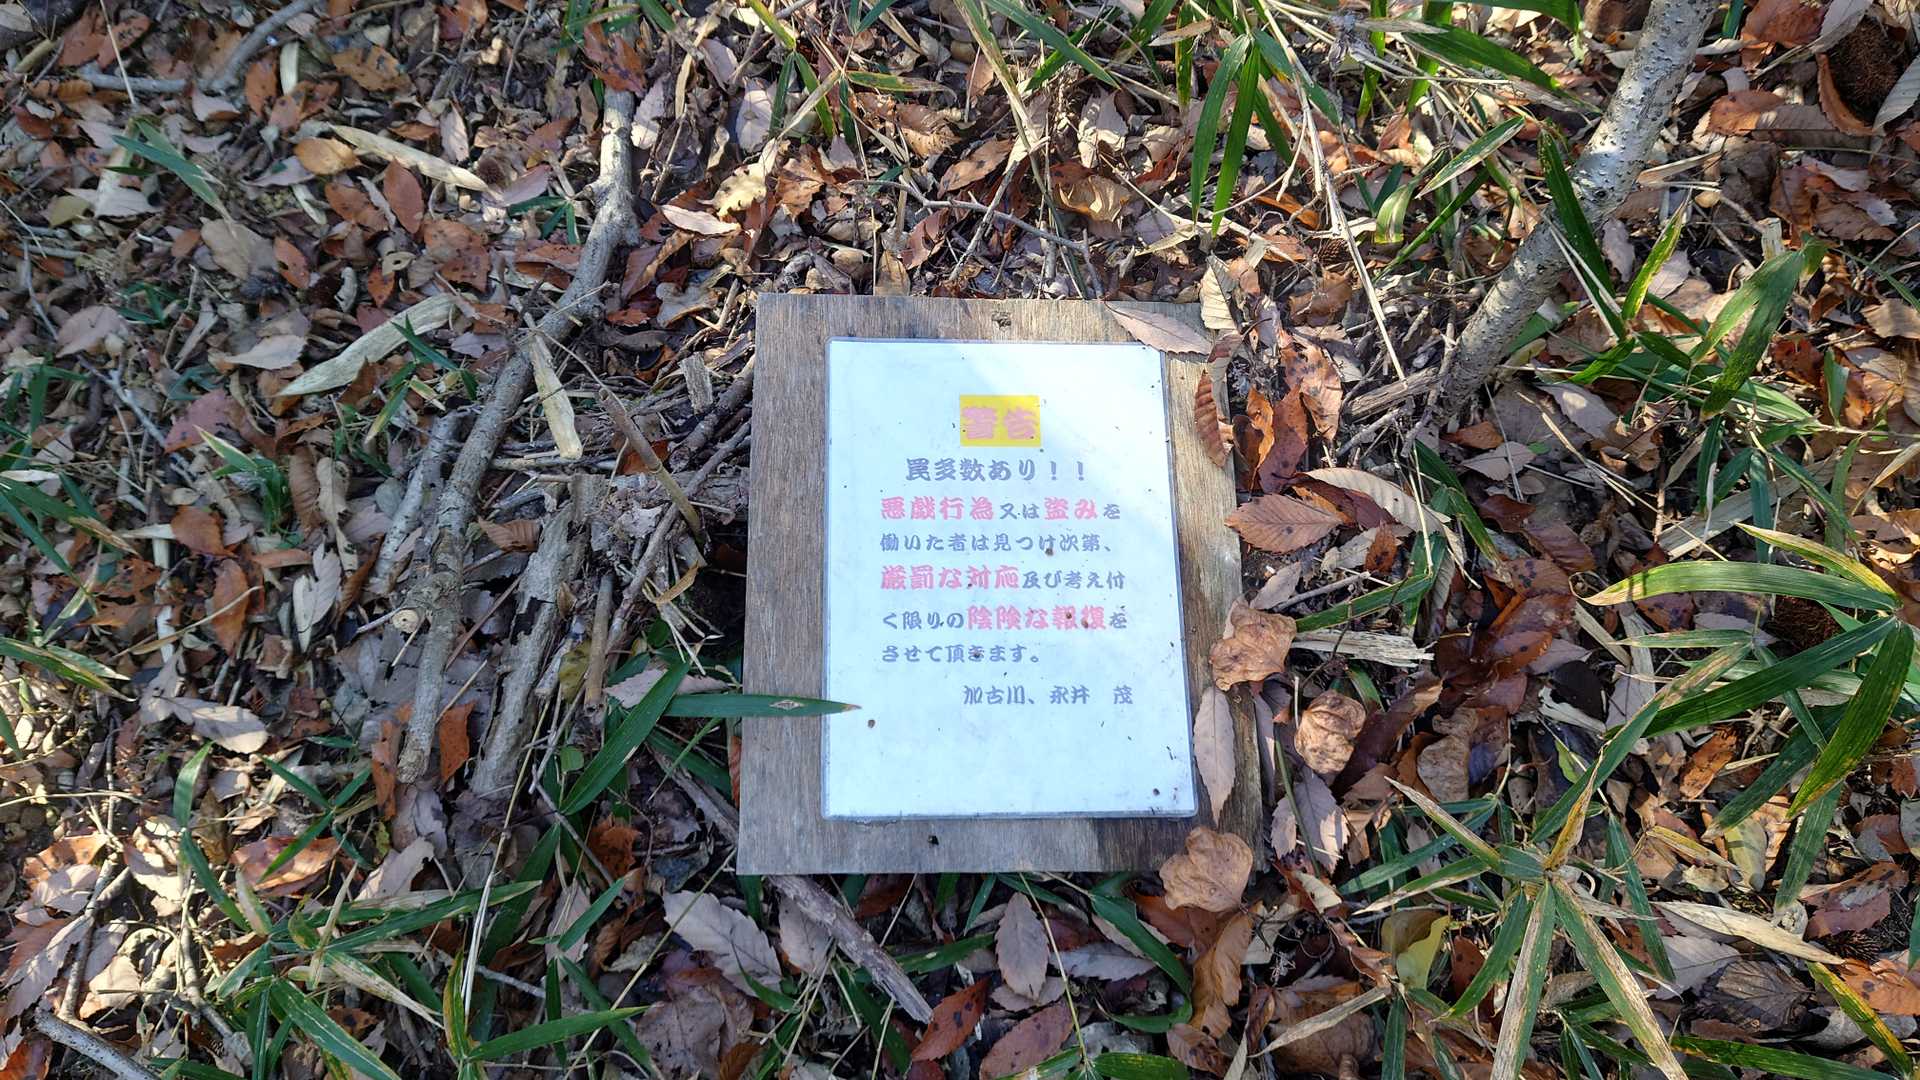 警告
罠多数あり！！
悪戯行為又は盗みを
働いた者は見つけ次第、
厳罰な対応及び考え付
く限りの陰険な報復を
させて頂きます。
加古川、永井　茂